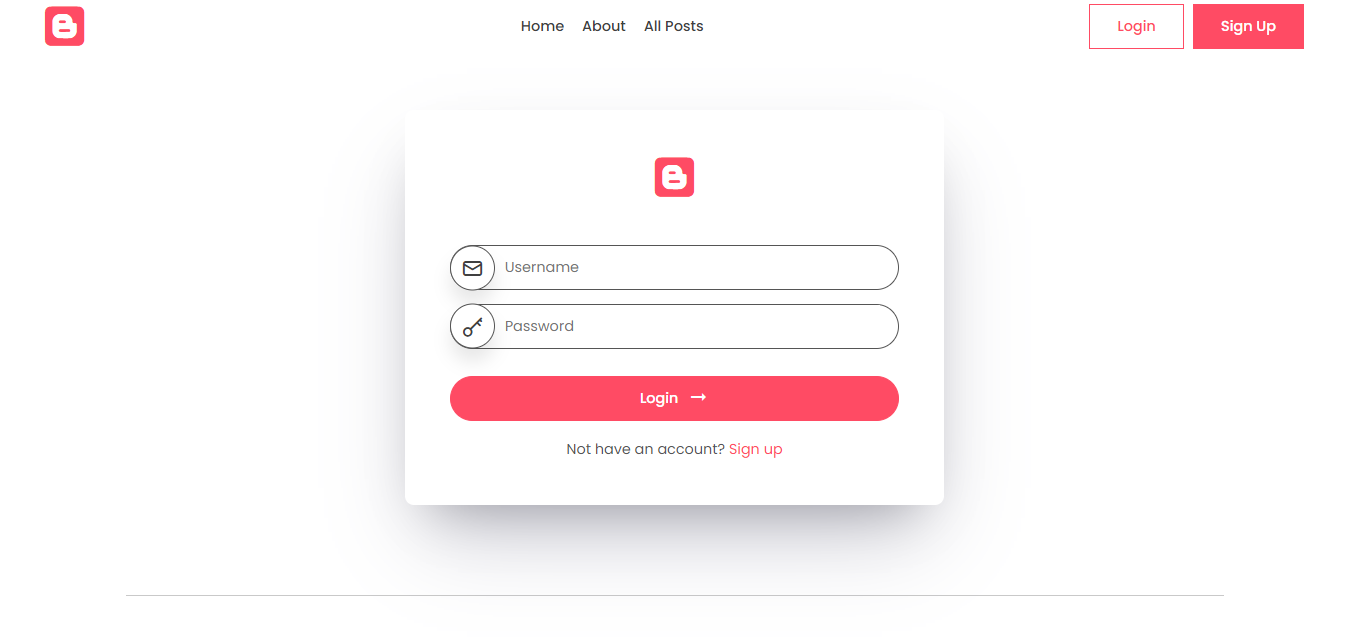 Home About All Posts Login Sign Up
Username
Password
Login →
Not have an account? Sign up